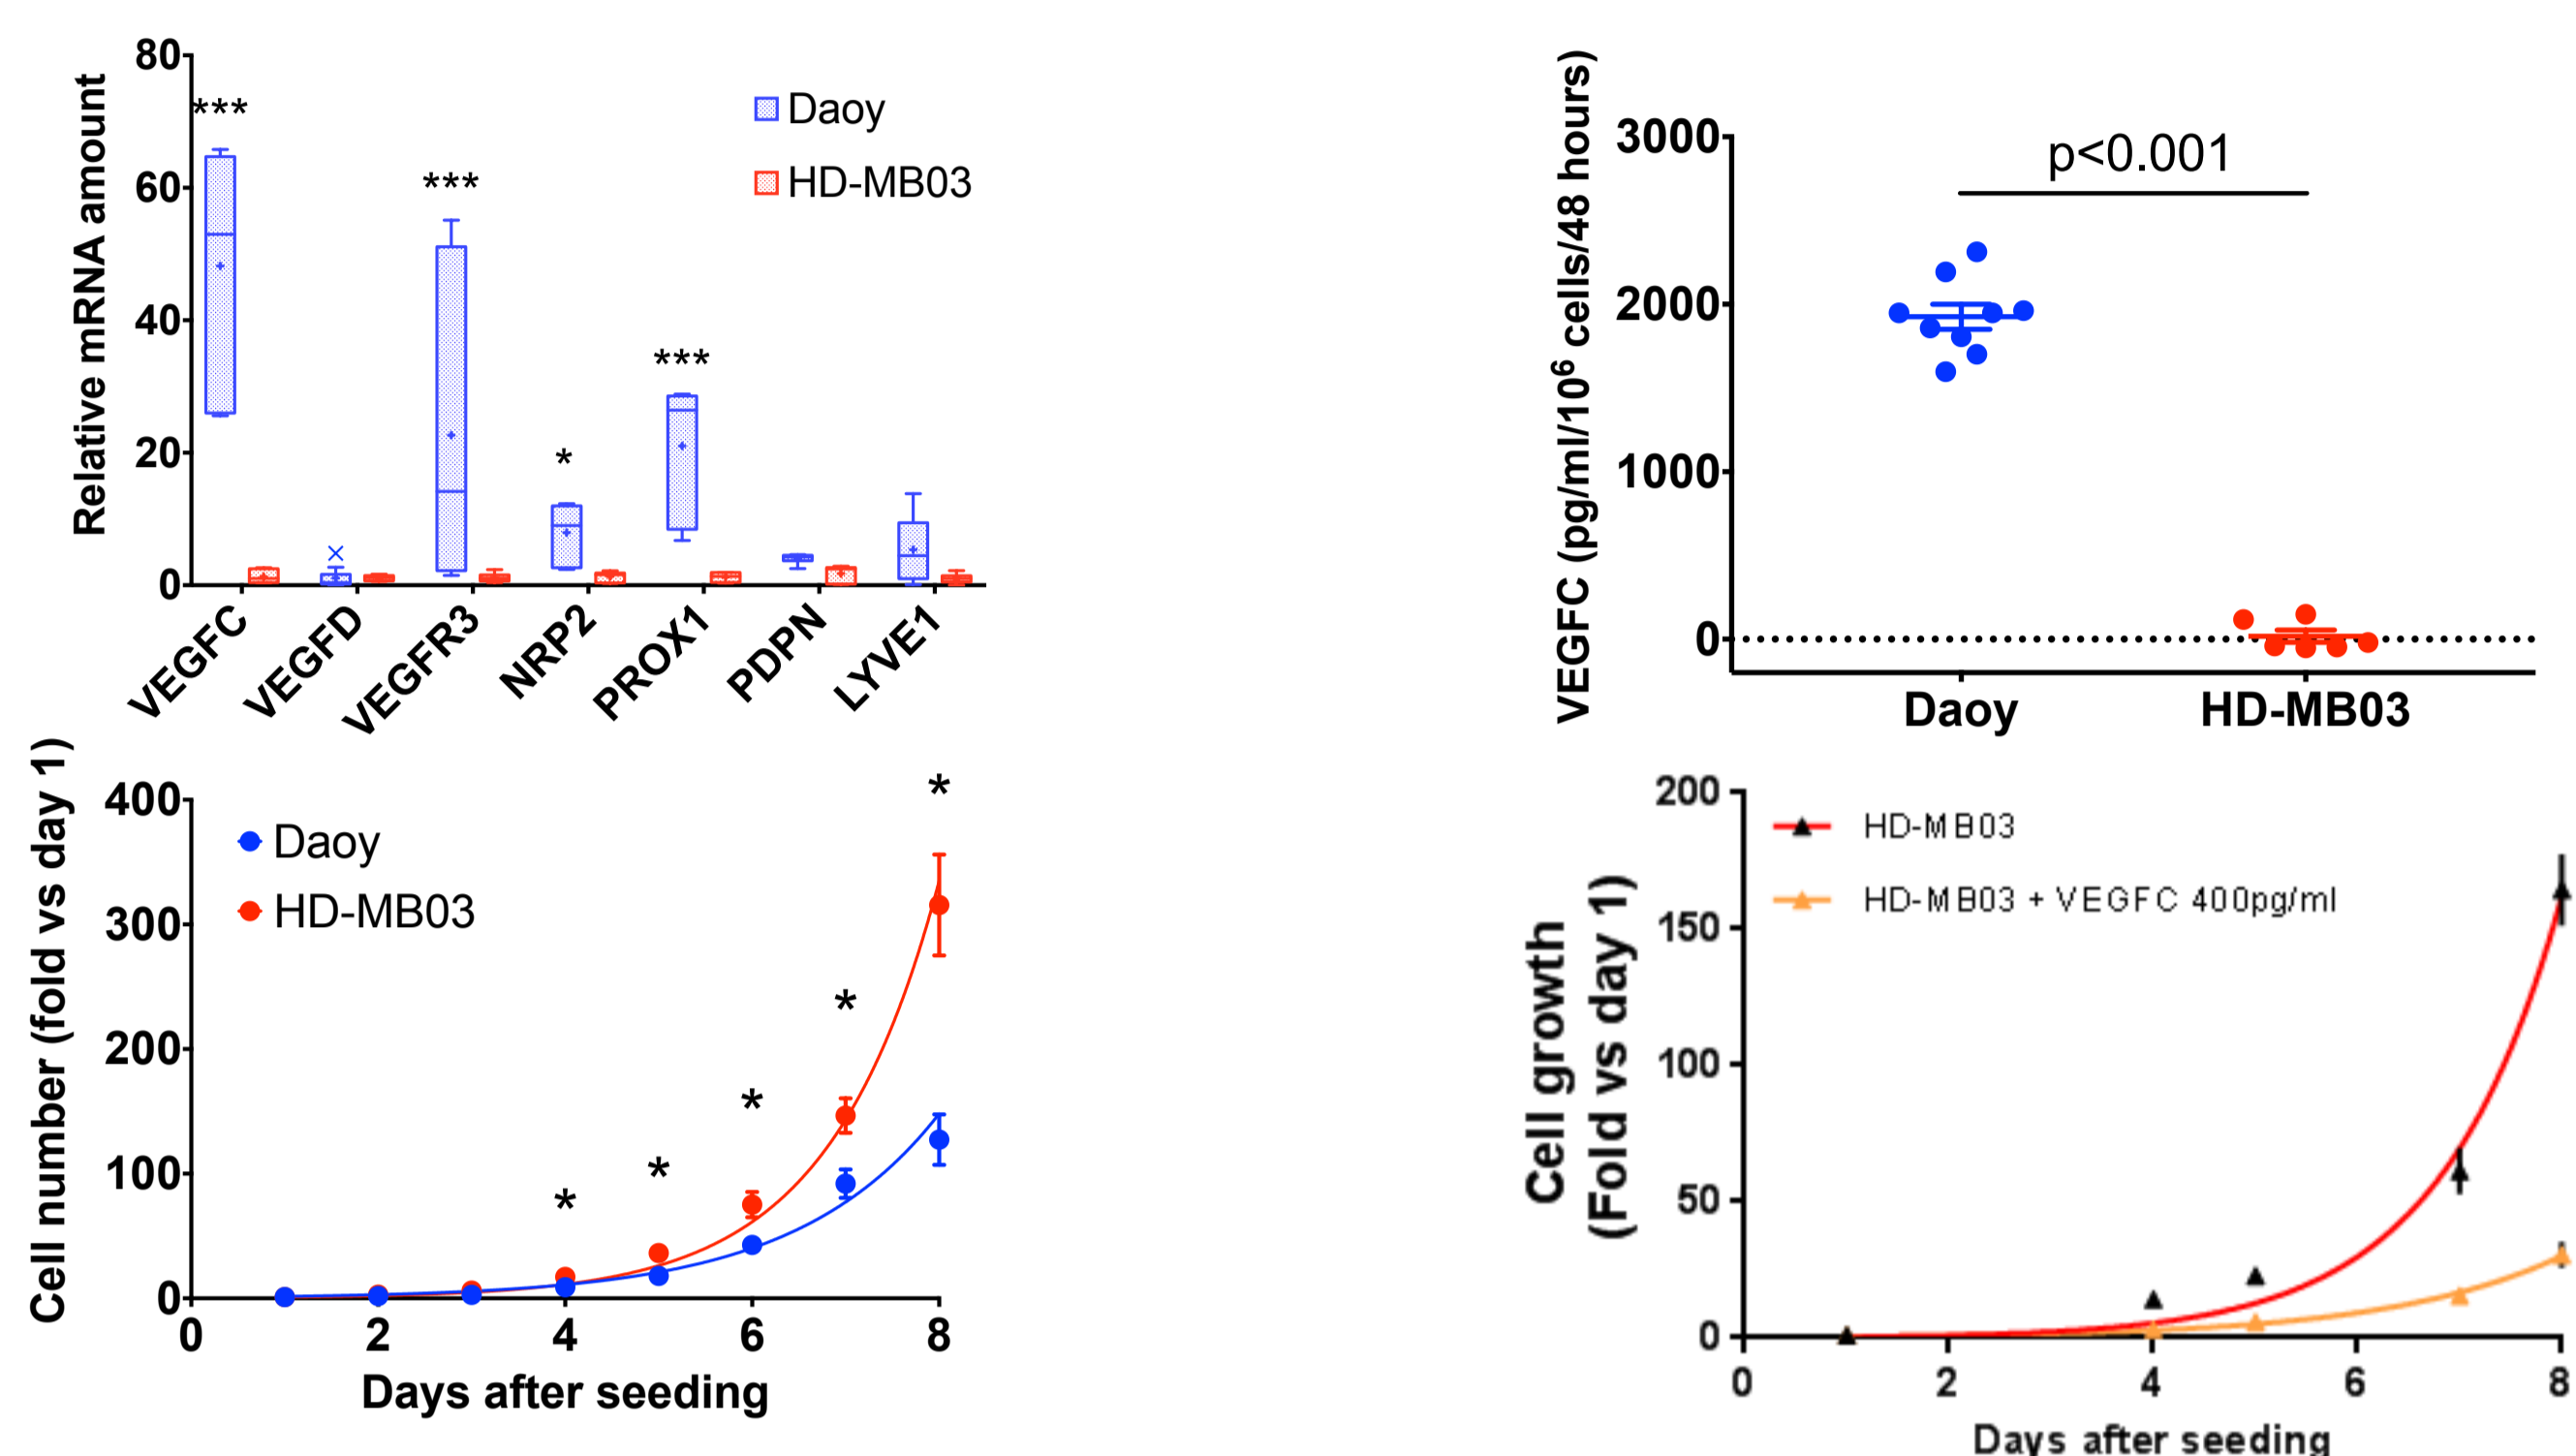 Relative mRNA amount
80
60
40
20
0
***
***
*
***
Daoy
HD-MB03
VEGFC
VEGFD
VEGFR3
NRP2
PROX1
PDPN
LYVE1
VEGFC (pg/ml/10⁶ cells/48 hours)
3000
2000
1000
0
p<0.001
Daoy
HD-MB03
Cell number (fold vs day 1)
400
300
200
100
0
Daoy
HD-MB03
*
*
*
*
*
0 2 4 6 8
Days after seeding
Cell growth
(Fold vs day 1)
200
150
100
50
0
HD-MB03
HD-MB03 + VEGFC 400pg/ml
0 2 4 6 8
Days after seeding